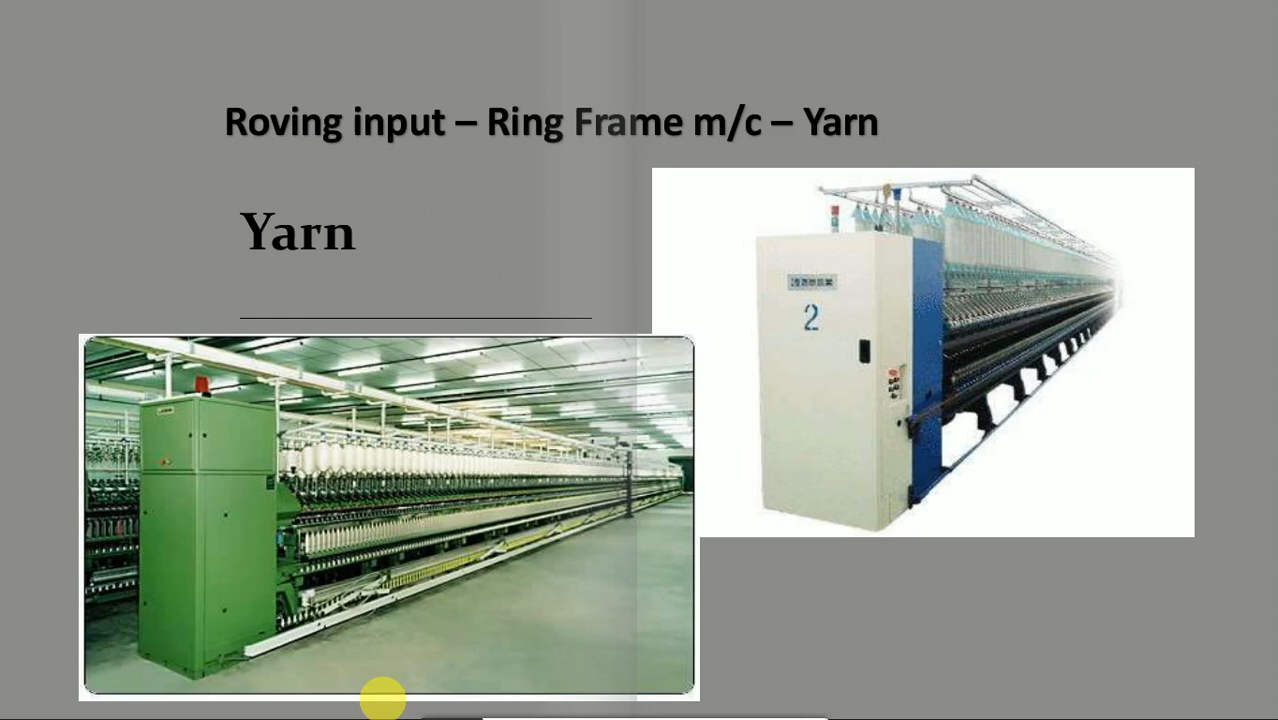 Roving input – Ring Frame m/c – Yarn
Yarn
2